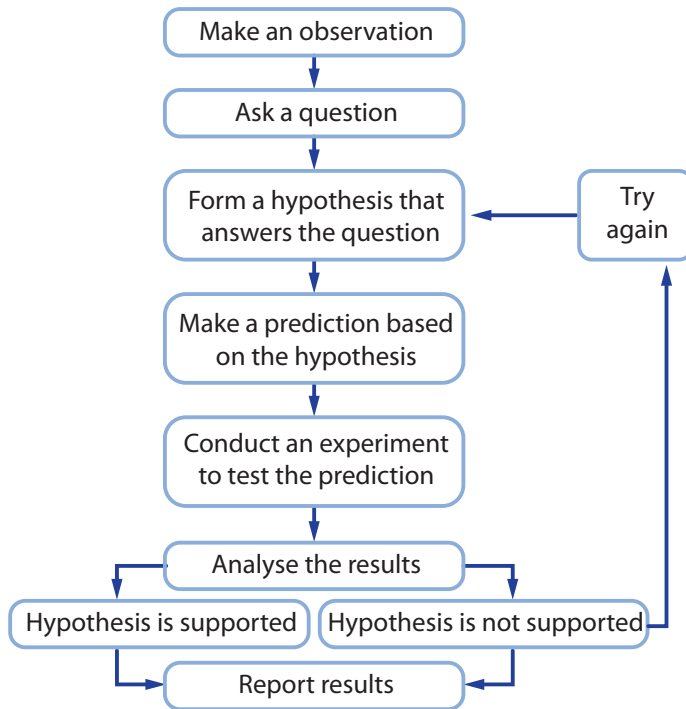 Make an observation
Ask a question
Form a hypothesis that
answers the question
Try
again
Make a prediction based
on the hypothesis
Conduct an experiment
to test the prediction
Analyse the results
Hypothesis is supported
Hypothesis is not supported
Report results